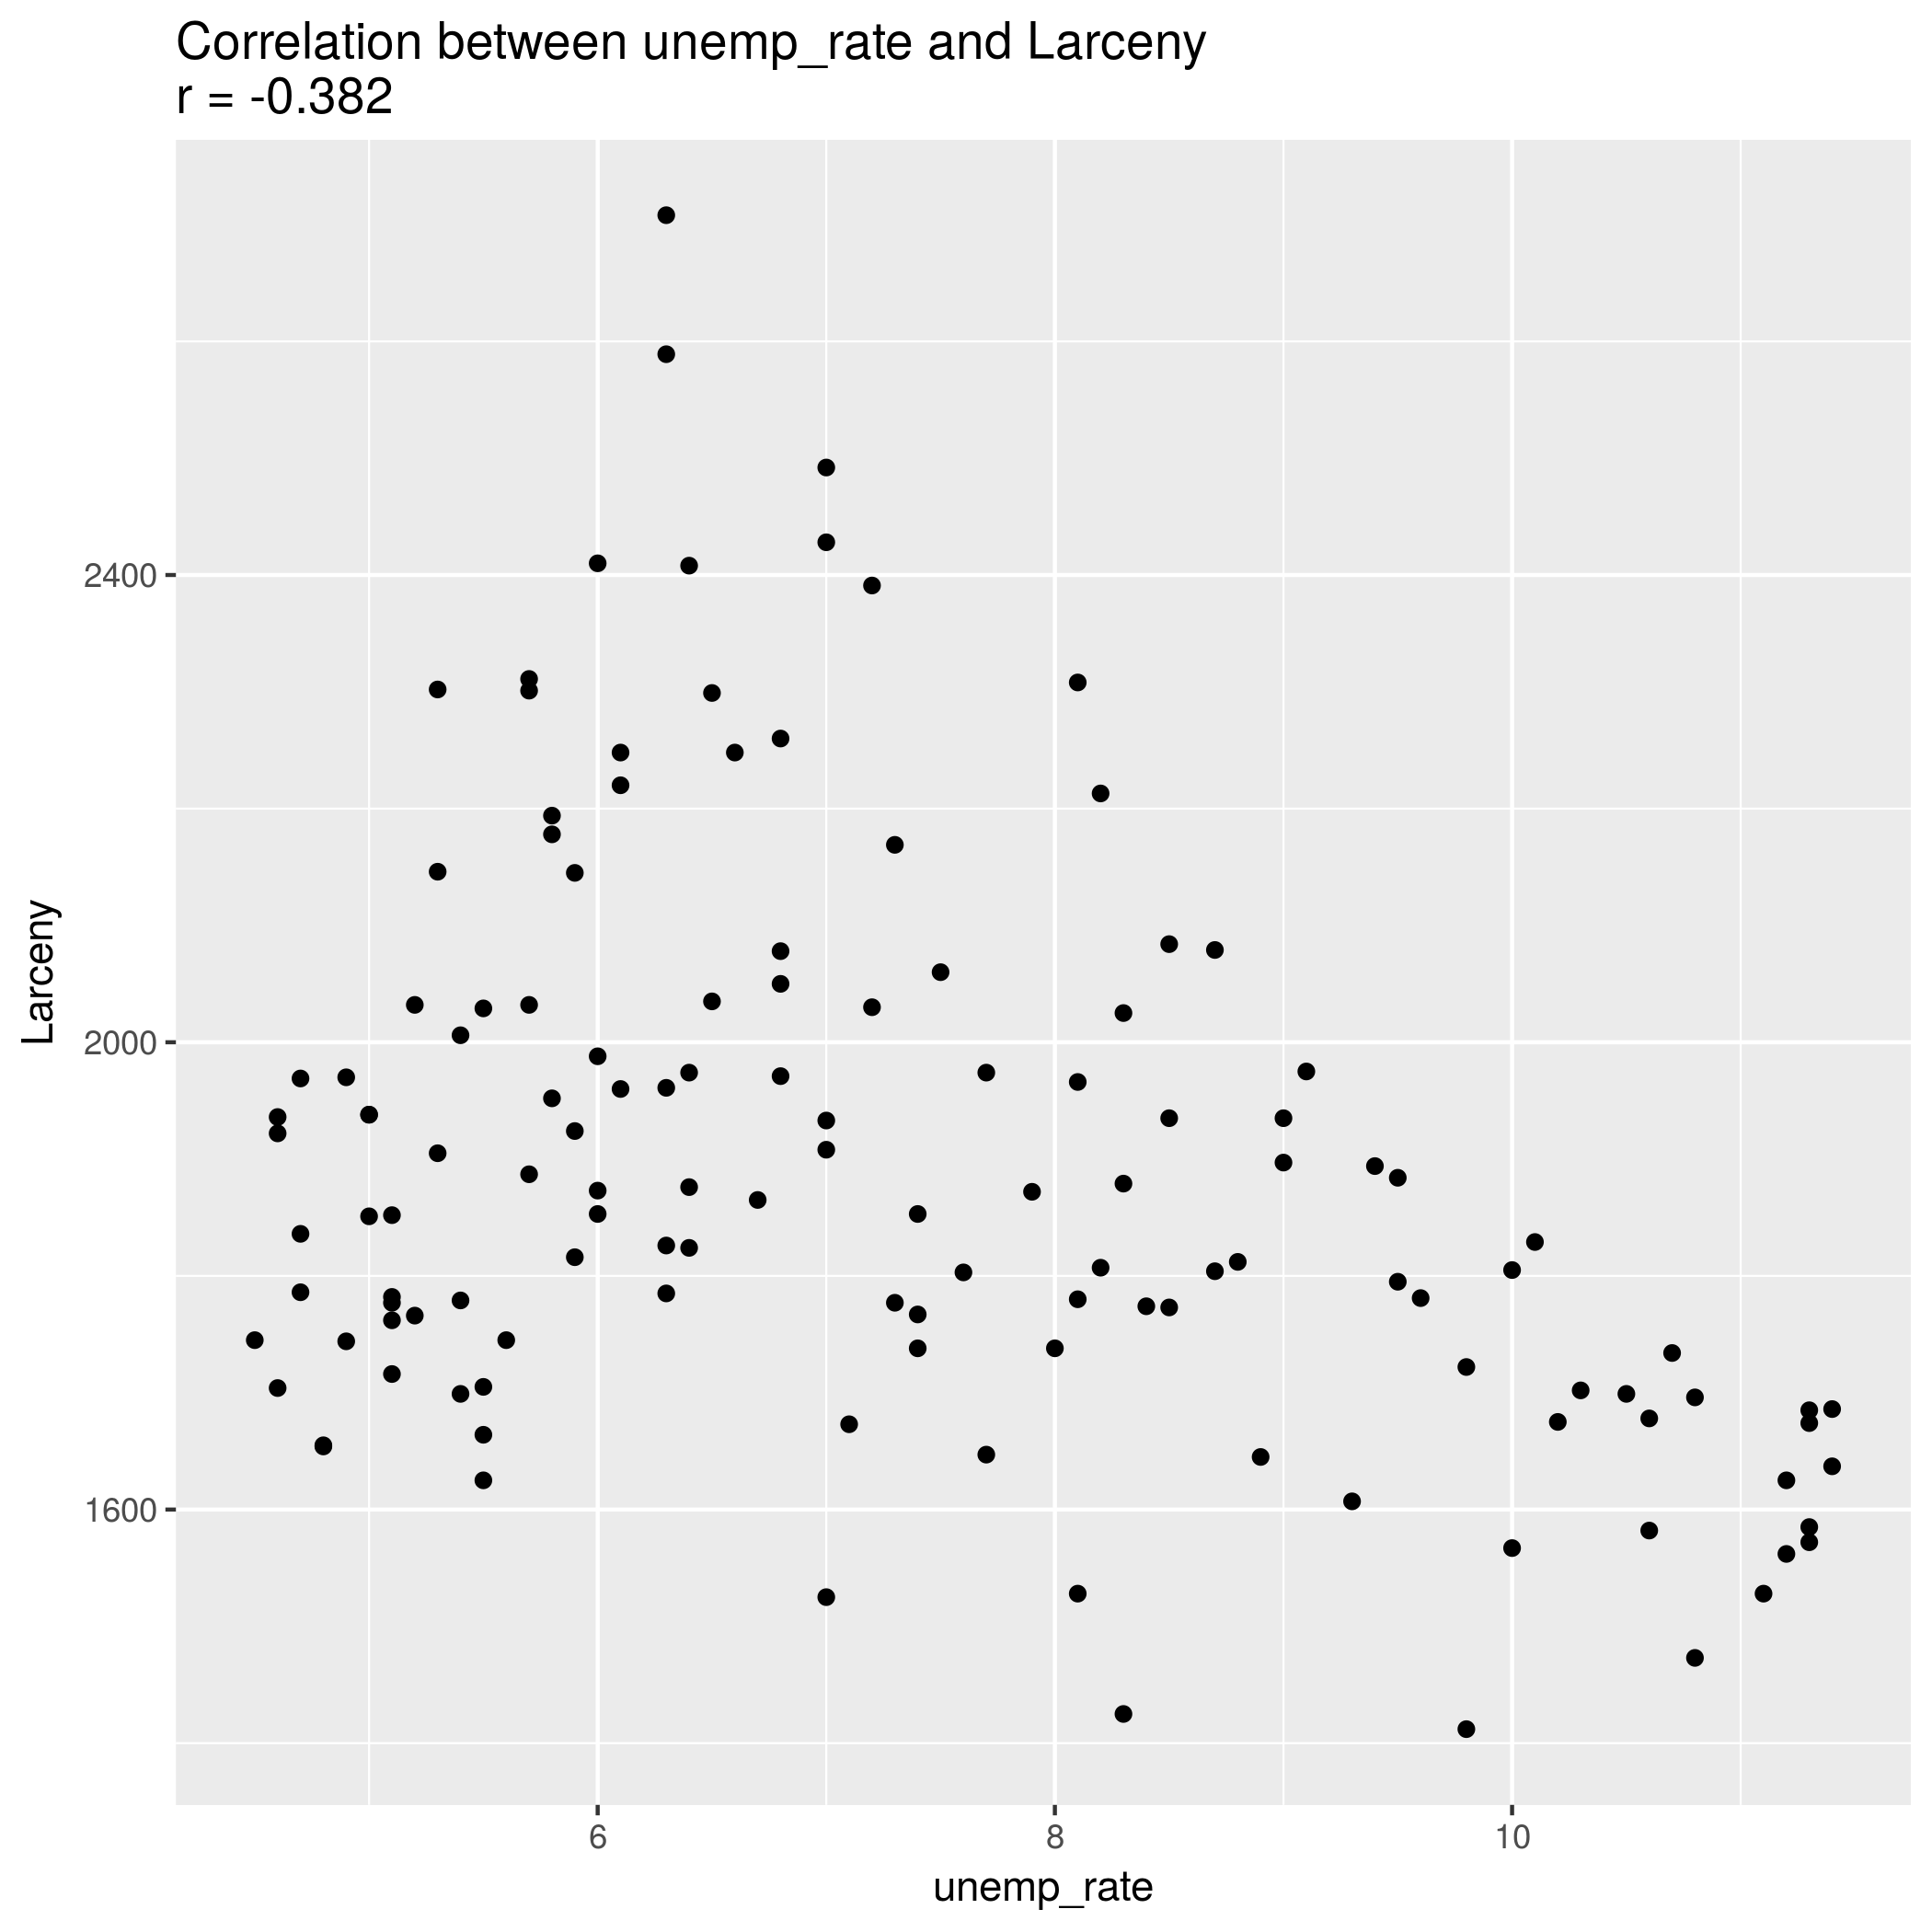 Correlation between unemp_rate and Larceny
r = -0.382
Larceny
2400
2000
1600
6 8 10
unemp_rate